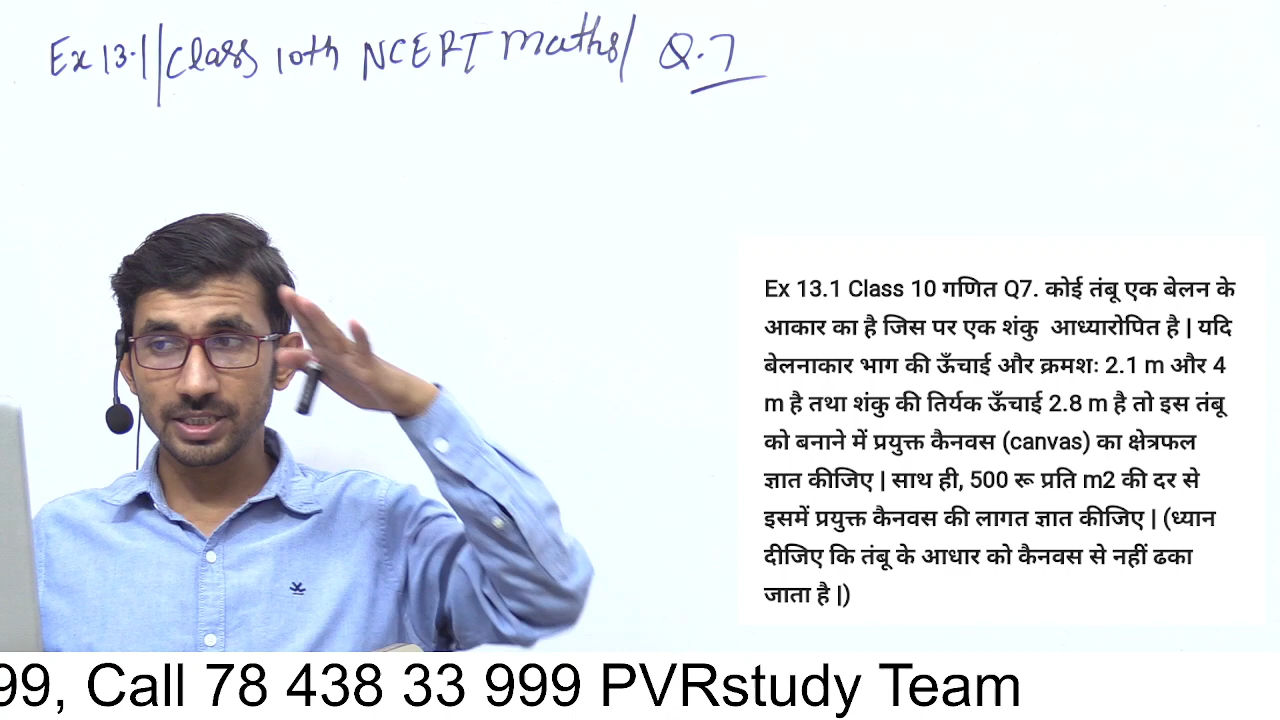 Ex 13.1 | Class 10th NCERT Maths | Q.7
Ex 13.1 Class 10 गणित Q7. कोई तंबू एक बेलन के
आकार का है जिस पर एक शंकु आध्यारोपित है | यदि
बेलनाकार भाग की ऊँचाई और क्रमशः 2.1 m और 4
m है तथा शंकु की तिर्यक ऊँचाई 2.8 m है तो इस तंबू
को बनाने में प्रयुक्त कैनवस (canvas) का क्षेत्रफल
ज्ञात कीजिए | साथ ही, 500 रू प्रति m2 की दर से
इसमें प्रयुक्त कैनवस की लागत ज्ञात कीजिए | (ध्यान
दीजिए कि तंबू के आधार को कैनवस से नहीं ढका
जाता है |)
99, Call 78 438 33 999 PVRstudy Team